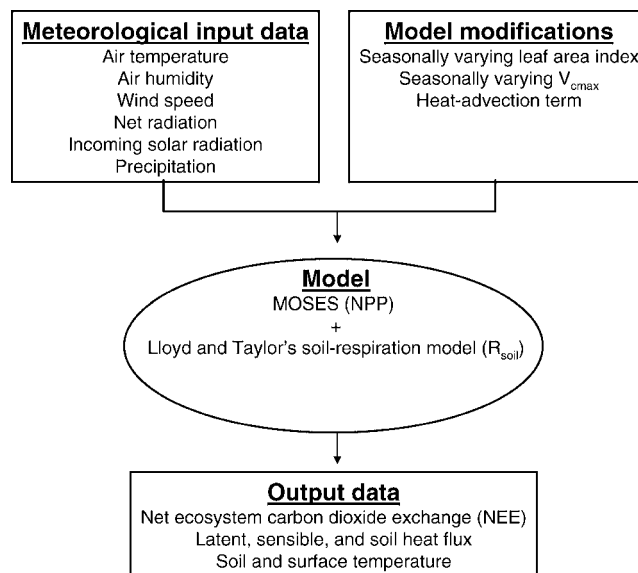 Meteorological input data
Air temperature
Air humidity
Wind speed
Net radiation
Incoming solar radiation
Precipitation
Model modifications
Seasonally varying leaf area index
Seasonally varying Vcmax
Heat-advection term
Model
MOSES (NPP)
+
Lloyd and Taylor's soil-respiration model (Rsoil)
Output data
Net ecosystem carbon dioxide exchange (NEE)
Latent, sensible, and soil heat flux
Soil and surface temperature